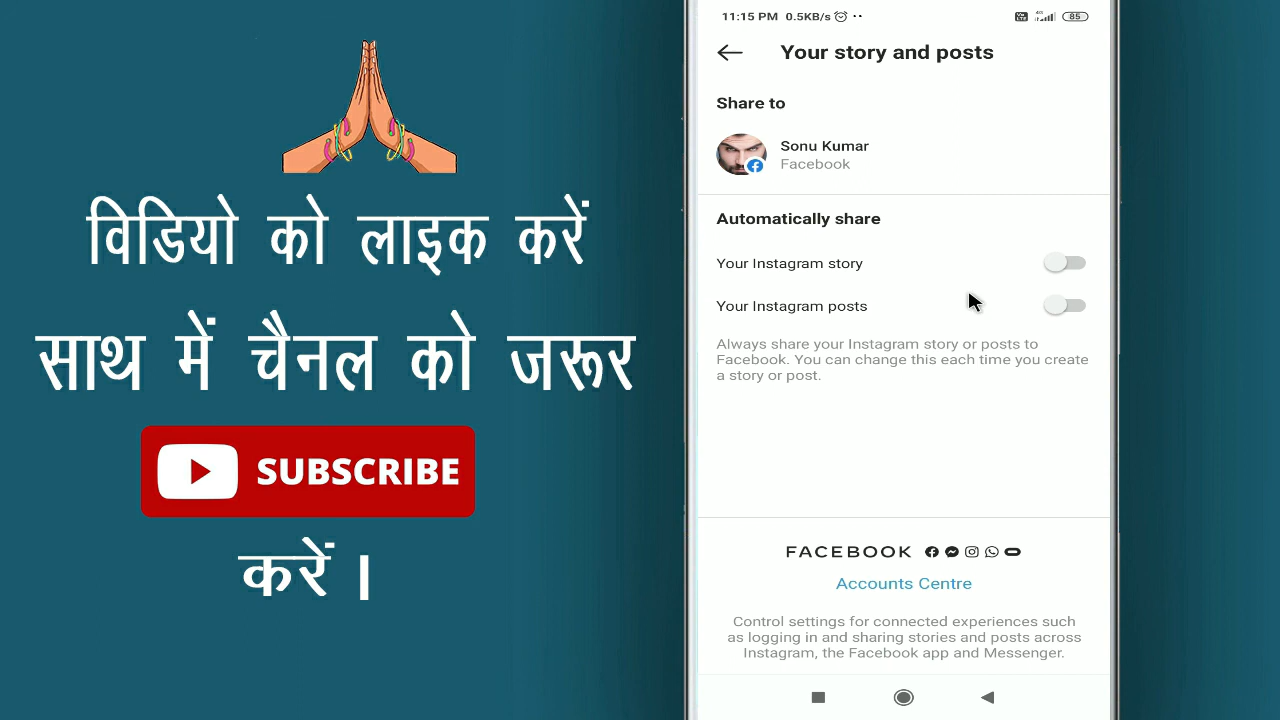 विडियो को लाइक करें
साथ में चैनल को जरूर
SUBSCRIBE
करें ।
11:15 PM 0.5KB/s
4G
85
Your story and posts
Share to
Sonu Kumar
Facebook
Automatically share
Your Instagram story
Your Instagram posts
Always share your Instagram story or posts to
Facebook. You can change this each time you create
a story or post.
FACEBOOK
Accounts Centre
Control settings for connected experiences such
as logging in and sharing stories and posts across
Instagram, the Facebook app and Messenger.